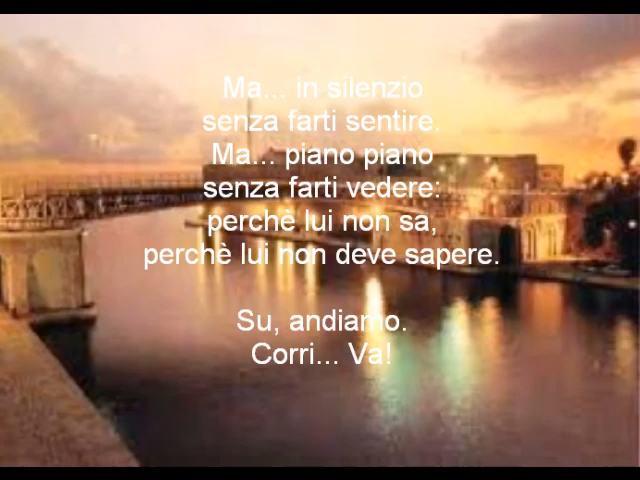 Ma... in silenzio
senza farti sentire.
Ma... piano piano
senza farti vedere:
perchè lui non sa,
perchè lui non deve sapere.
Su, andiamo.
Corri... Va!